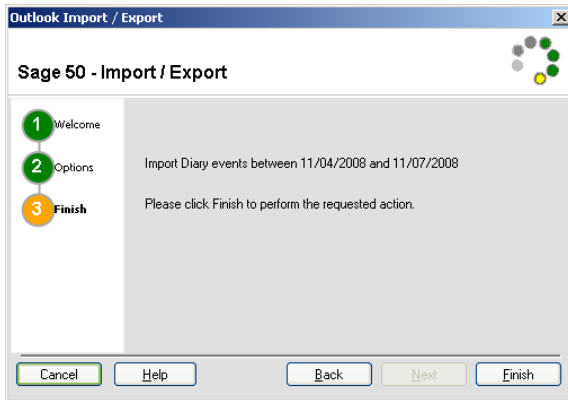 Outlook Import / Export
Sage 50 - Import / Export
1 Welcome
2 Options
3 Finish
Import Diary events between 11/04/2008 and 11/07/2008
Please click Finish to perform the requested action.
Cancel Help Back Next Finish